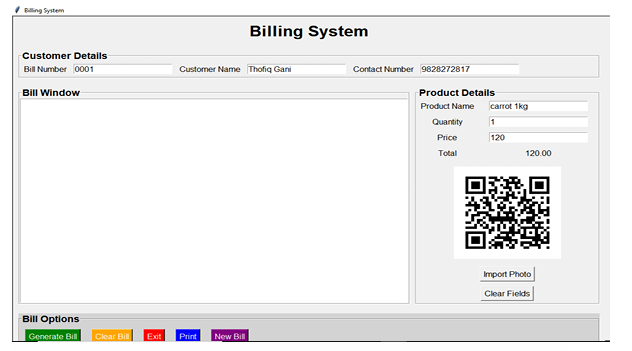 Billing System
Billing System
Customer Details
Bill Number 0001 Customer Name Thofiq Gani Contact Number 9828272817
Bill Window
Product Details
Product Name carrot 1kg
Quantity 1
Price 120
Total 120.00
Import Photo
Clear Fields
Bill Options
Generate Bill Clear Bill Exit Print New Bill